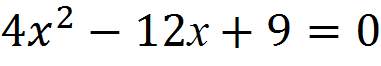 4x² − 12x + 9 = 0